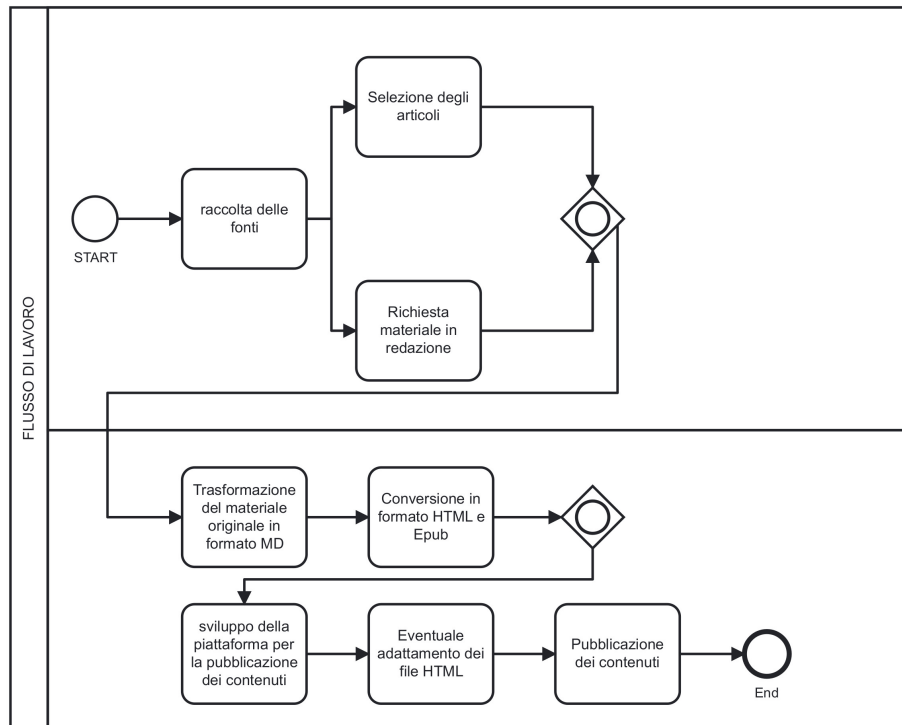 FLUSSO DI LAVORO
START
raccolta delle
fonti
Selezione degli
articoli
Richiesta
materiale in
redazione
Trasformazione
del materiale
originale in
formato MD
Conversione in
formato HTML e
Epub
sviluppo della
piattaforma per
la pubblicazione
dei contenuti
Eventuale
adattamento dei
file HTML
Pubblicazione
dei contenuti
End